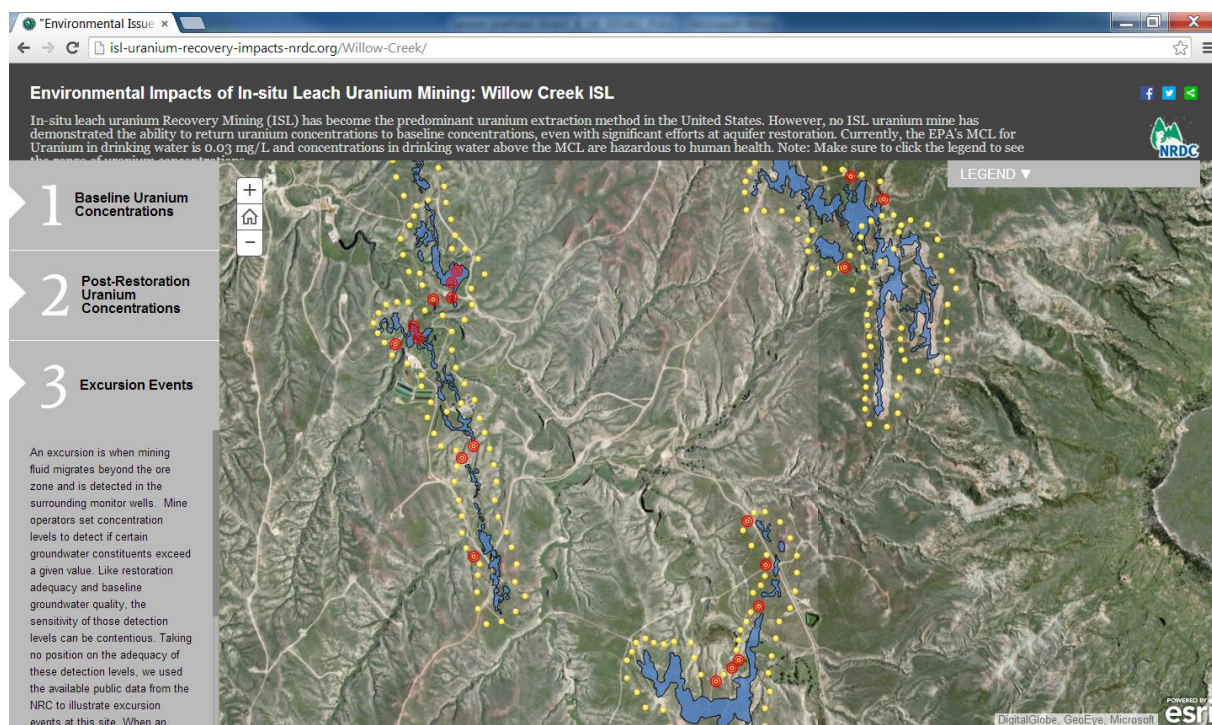 "Environmental Issue
isl-uranium-recovery-impacts-nrdc.org/Willow-Creek/
Environmental Impacts of In-situ Leach Uranium Mining: Willow Creek ISL
In-situ leach uranium Recovery Mining (ISL) has become the predominant uranium extraction method in the United States. However, no ISL uranium mine has
demonstrated the ability to return uranium concentrations to baseline concentrations, even with significant efforts at aquifer restoration. Currently, the EPA's MCL for
Uranium in drinking water is 0.03 mg/L and concentrations in drinking water above the MCL are hazardous to human health. Note: Make sure to click the legend to see
the range of uranium concentrations
NRDC
LEGEND ▼
1 Baseline Uranium
Concentrations
2 Post-Restoration
Uranium
Concentrations
3 Excursion Events
An excursion is when mining
fluid migrates beyond the ore
zone and is detected in the
surrounding monitor wells. Mine
operators set concentration
levels to detect if certain
groundwater constituents exceed
a given value. Like restoration
adequacy and baseline
groundwater quality, the
sensitivity of those detection
levels can be contentious. Taking
no position on the adequacy of
these detection levels, we used
the available public data from the
NRC to illustrate excursion
events at this site. When an
+
−
DigitalGlobe, GeoEye, Microsoft
POWERED BY
esri